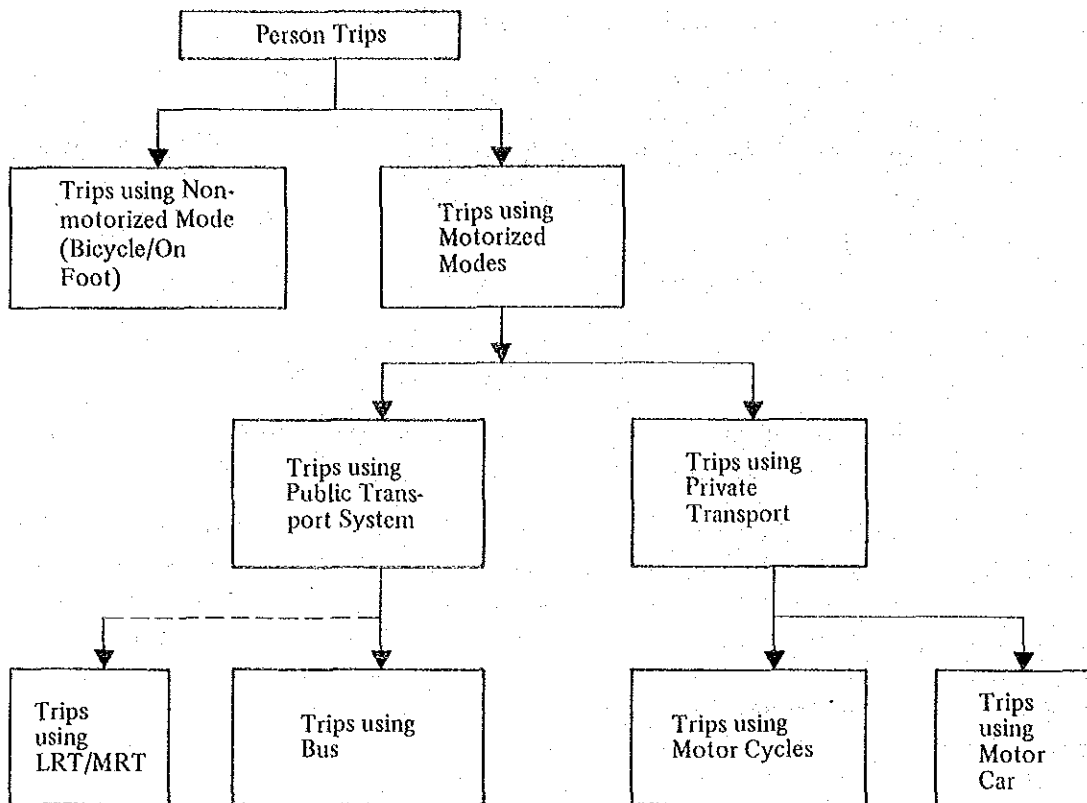 Person Trips
Trips using Non-
motorized Mode
(Bicycle/On
Foot)
Trips using
Motorized
Modes
Trips using
Public Trans-
port System
Trips using
Private
Transport
Trips
using
LRT/MRT
Trips using
Bus
Trips using
Motor Cycles
Trips
using
Motor
Car